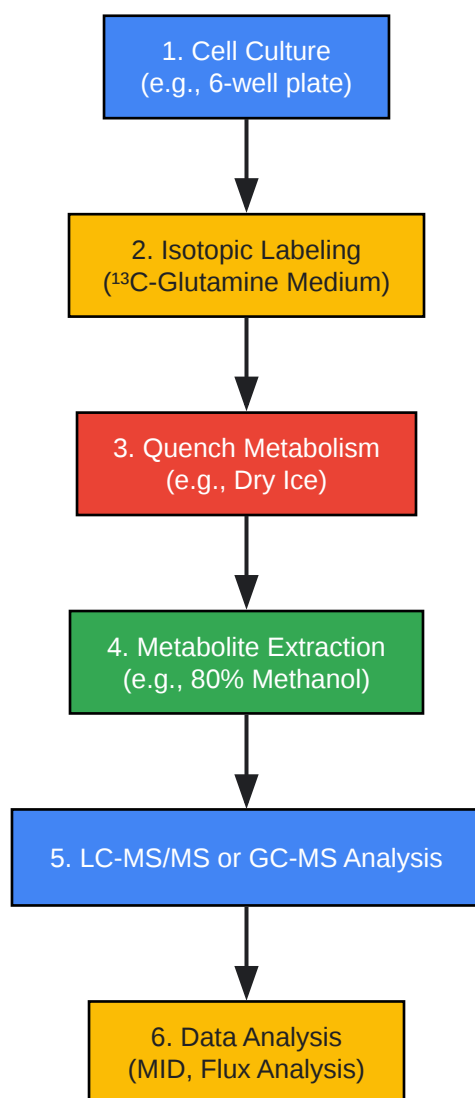 1. Cell Culture
(e.g., 6-well plate)
2. Isotopic Labeling
(¹³C-Glutamine Medium)
3. Quench Metabolism
(e.g., Dry Ice)
4. Metabolite Extraction
(e.g., 80% Methanol)
5. LC-MS/MS or GC-MS Analysis
6. Data Analysis
(MID, Flux Analysis)